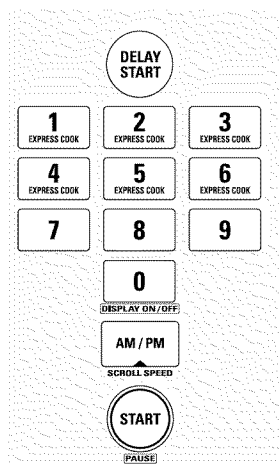 DELAY
START
1 2 3
EXPRESS COOK EXPRESS COOK EXPRESS COOK
4 5 6
EXPRESS COOK EXPRESS COOK EXPRESS COOK
7 8 9
0
DISPLAY ON/OFF
AM / PM
SCROLL SPEED
START
PAUSE